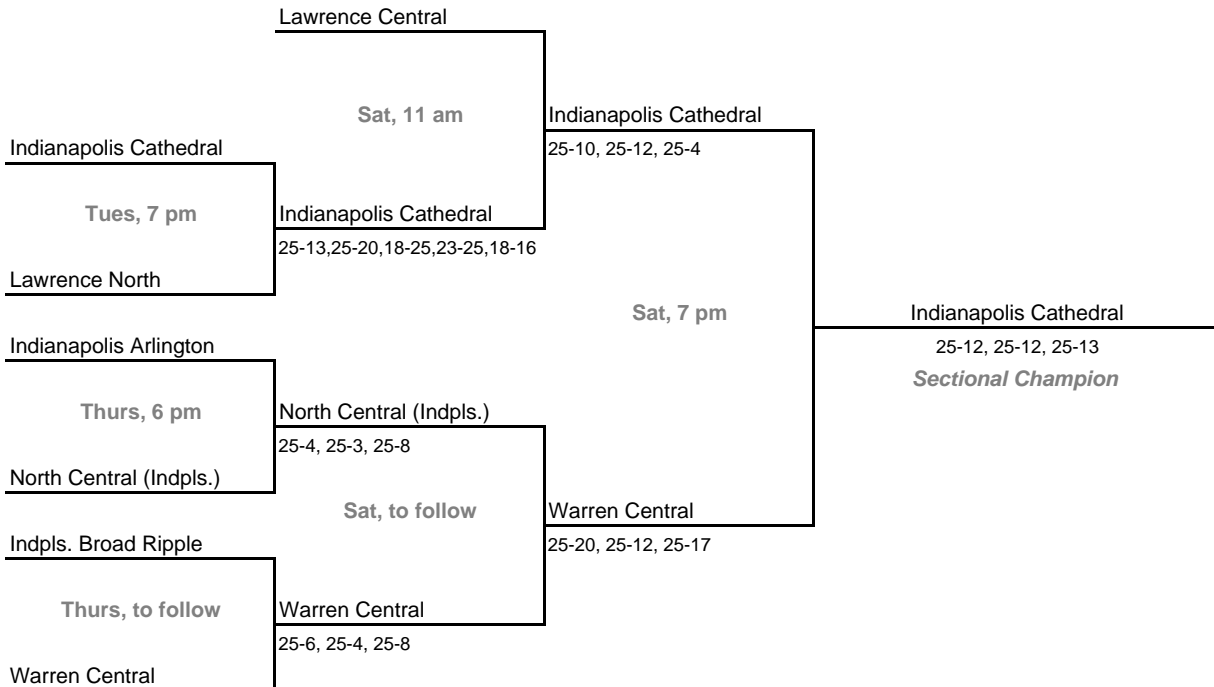 Lawrence Central
Sat, 11 am
Indianapolis Cathedral
Indianapolis Cathedral
25-10, 25-12, 25-4
Tues, 7 pm
Indianapolis Cathedral
25-13,25-20,18-25,23-25,18-16
Lawrence North
Sat, 7 pm
Indianapolis Cathedral
Indianapolis Arlington
25-12, 25-12, 25-13
Sectional Champion
Thurs, 6 pm
North Central (Indpls.)
25-4, 25-3, 25-8
North Central (Indpls.)
Sat, to follow
Warren Central
Indpls. Broad Ripple
25-20, 25-12, 25-17
Thurs, to follow
Warren Central
25-6, 25-4, 25-8
Warren Central